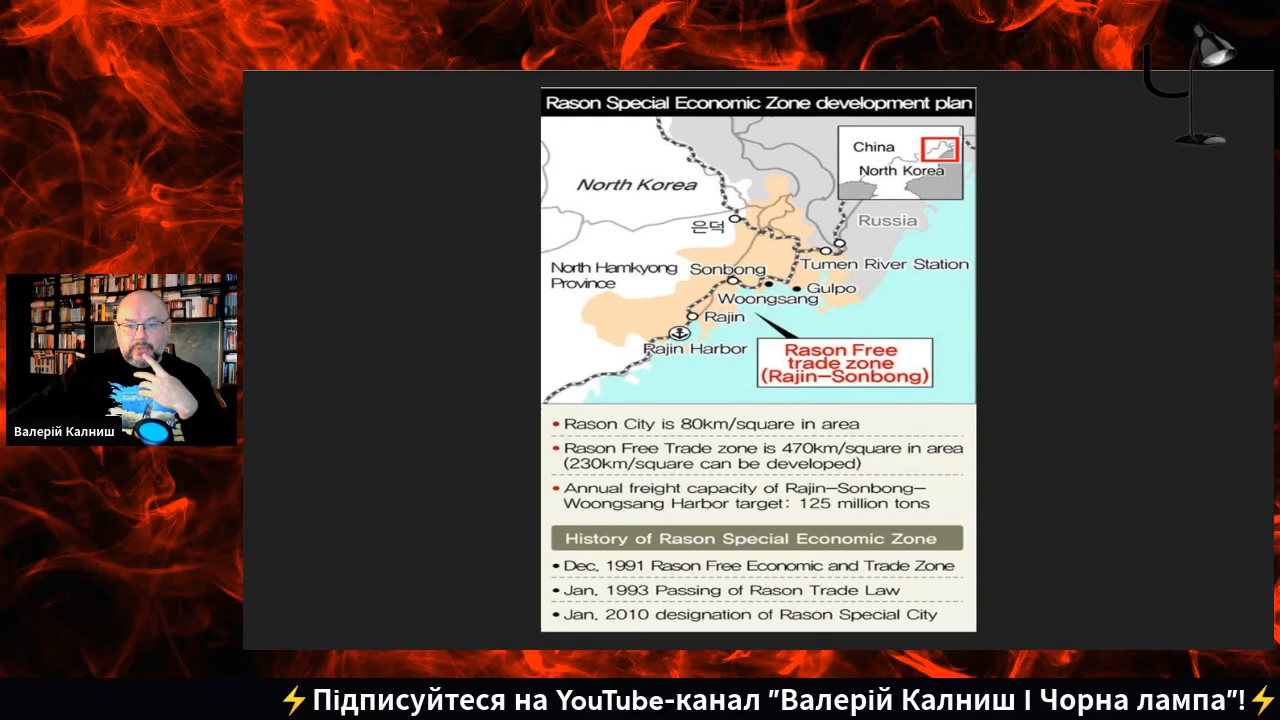 Rason Special Economic Zone development plan
China
North Korea
North Korea
은덕
Russia
North Hamkyong
Province
Sonbong
Tumen River Station
Gulpo
Woongsang
Rajin
Rajin Harbor
Rason Free
trade zone
(Rajin—Sonbong)
• Rason City is 80km/square in area
• Rason Free Trade zone is 470km/square in area
(230km/square can be developed)
• Annual freight capacity of Rajin—Sonbong—
Woongsang Harbor target: 125 million tons
History of Rason Special Economic Zone
• Dec. 1991 Rason Free Economic and Trade Zone
• Jan. 1993 Passing of Rason Trade Law
• Jan. 2010 designation of Rason Special City
Валерій Калниш
⚡Підписуйтеся на YouTube-канал "Валерій Калниш І Чорна лампа"!⚡